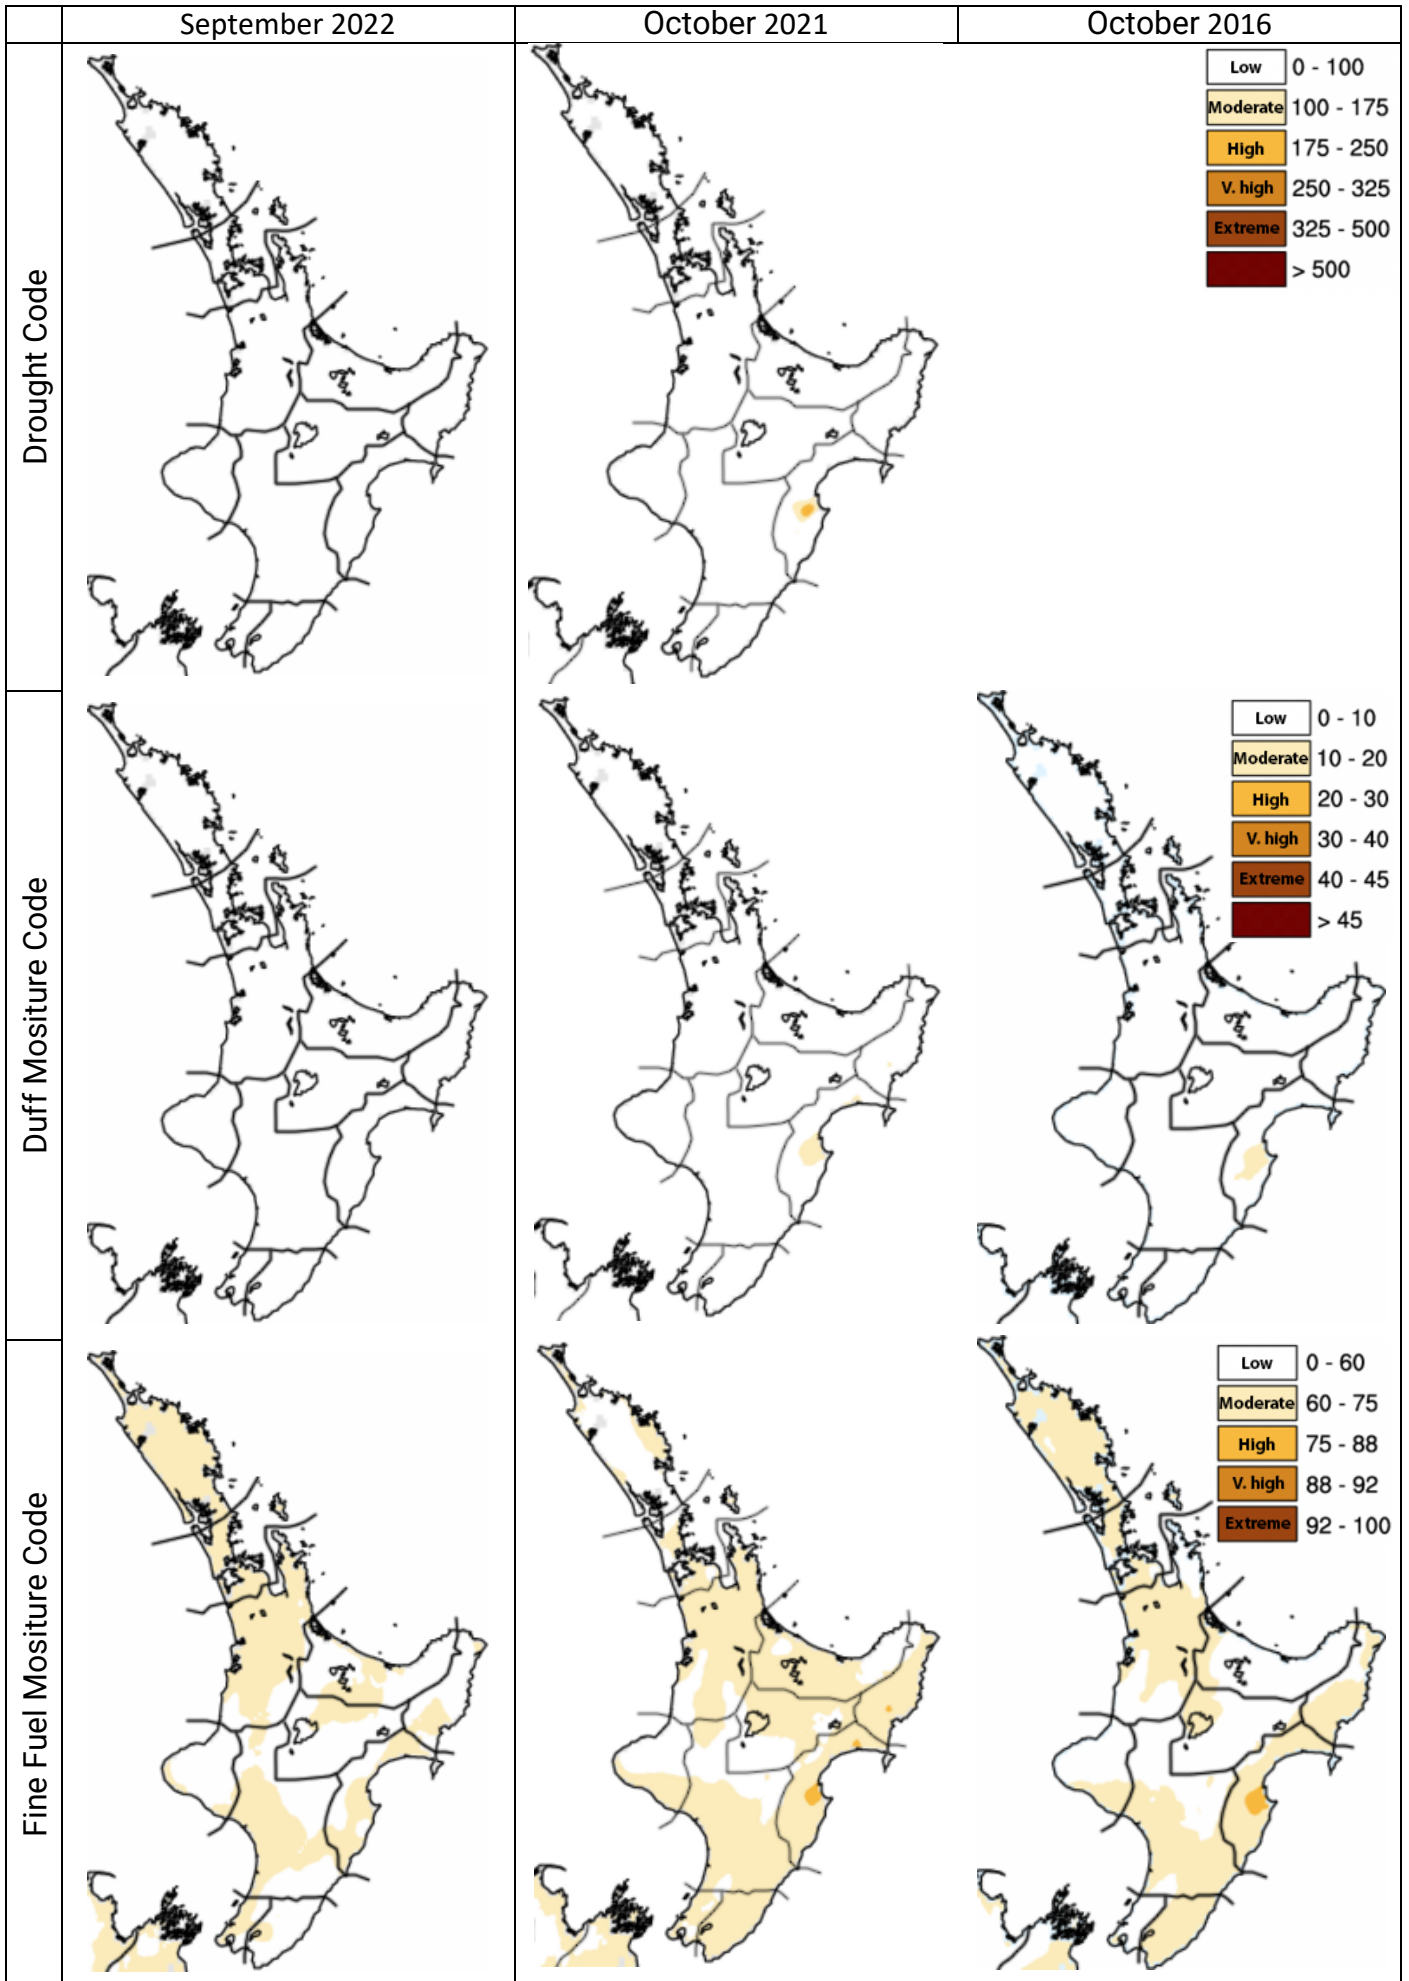 September 2022
October 2021
October 2016
Drought Code
Low 0 - 100
Moderate 100 - 175
High 175 - 250
V. high 250 - 325
Extreme 325 - 500
> 500
Duff Mositure Code
Low 0 - 10
Moderate 10 - 20
High 20 - 30
V. high 30 - 40
Extreme 40 - 45
> 45
Fine Fuel Mositure Code
Low 0 - 60
Moderate 60 - 75
High 75 - 88
V. high 88 - 92
Extreme 92 - 100